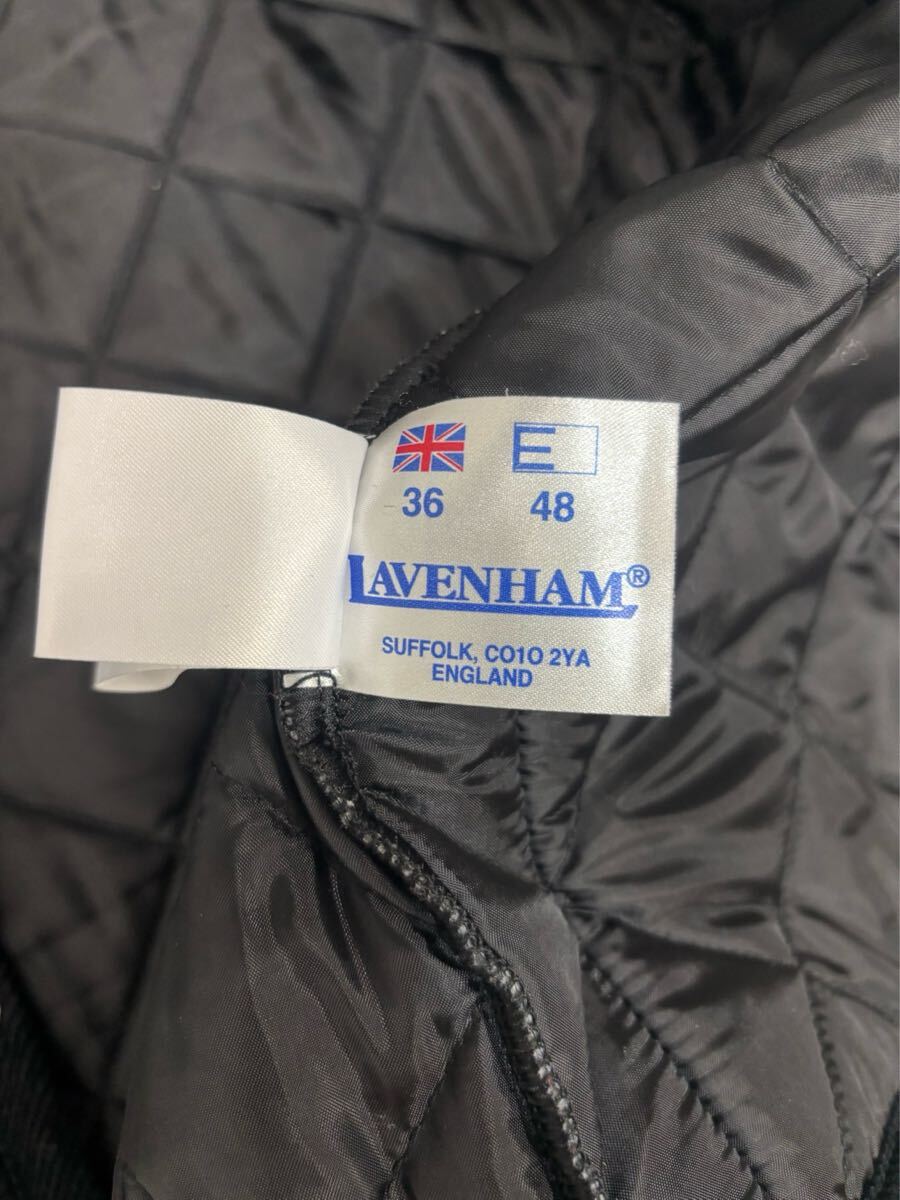 E
36 48
LAVENHAM®
SUFFOLK, CO10 2YA
ENGLAND